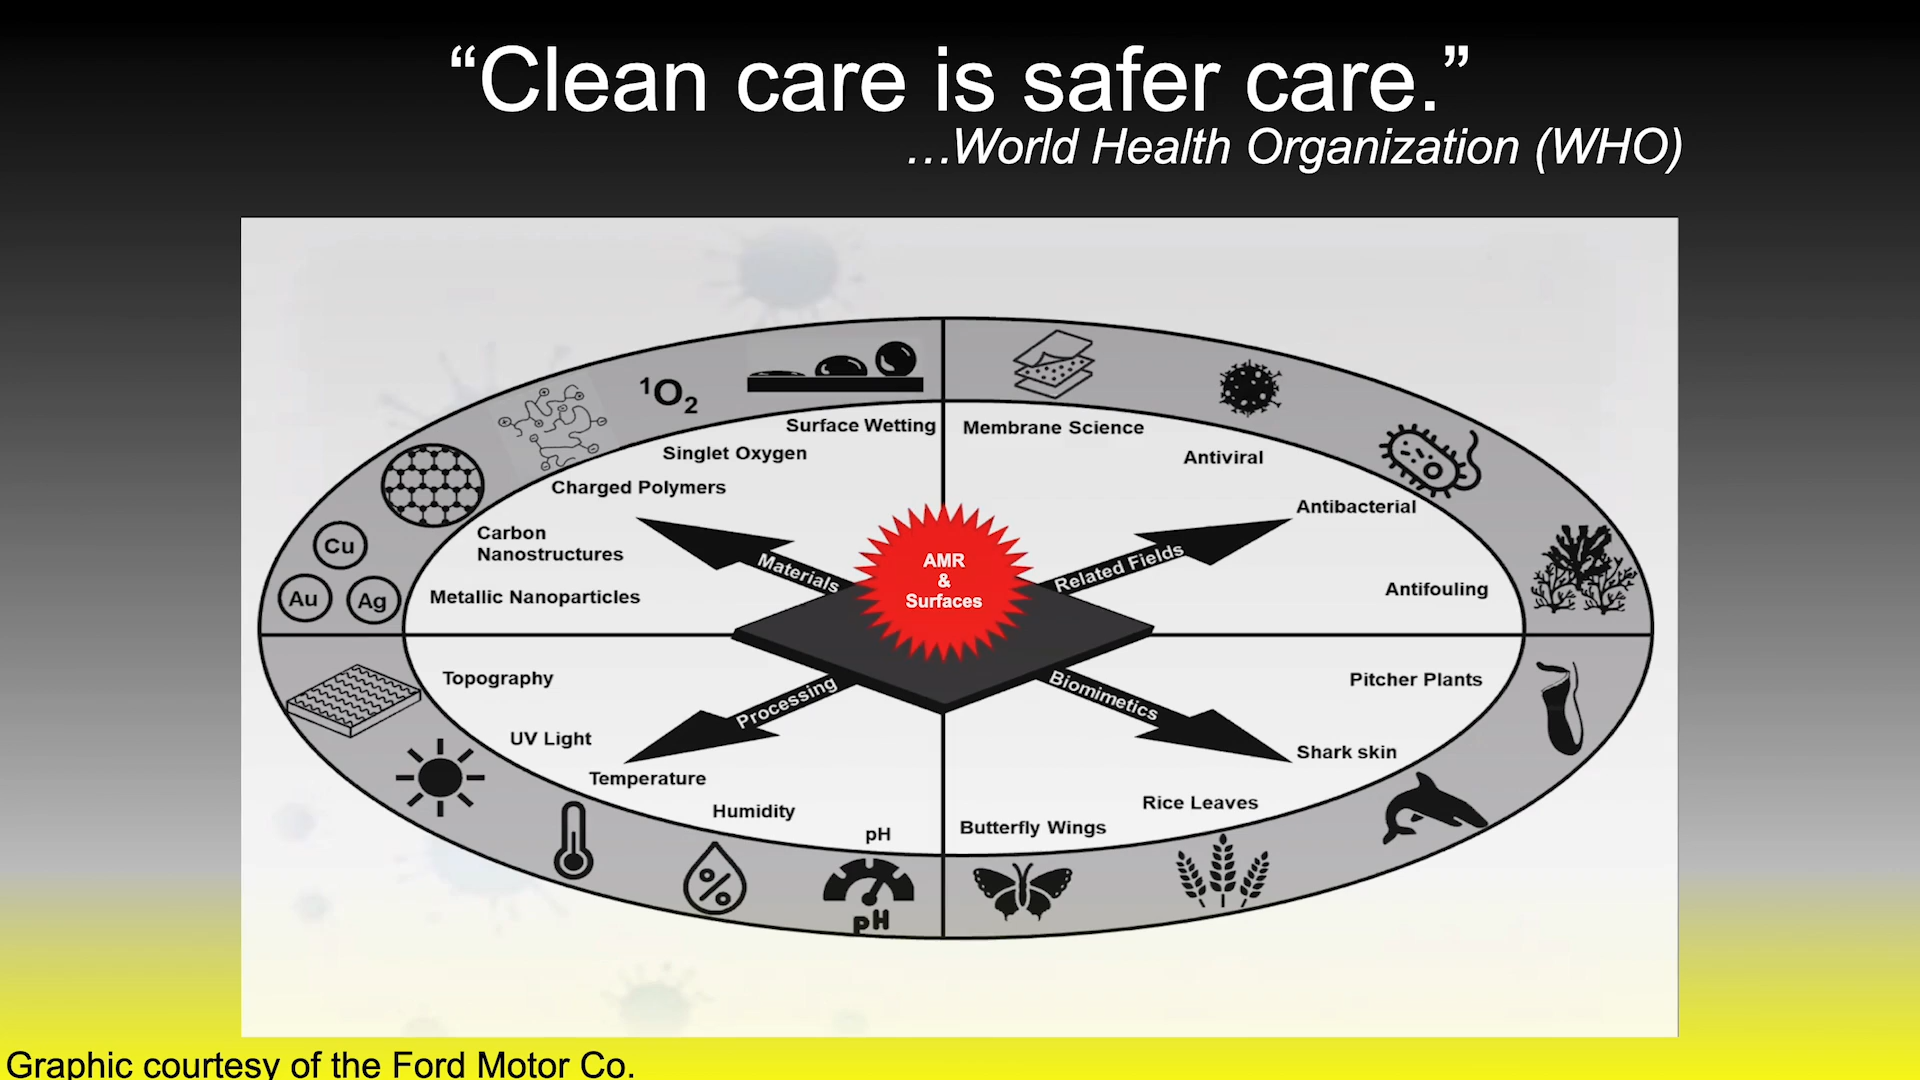 “Clean care is safer care.”
…World Health Organization (WHO)
¹O₂
Surface Wetting
Singlet Oxygen
Charged Polymers
Carbon
Nanostructures
Metallic Nanoparticles
Cu
Au
Ag
Materials
Membrane Science
Antiviral
Antibacterial
Antifouling
Related Fields
AMR
&
Surfaces
Topography
UV Light
Temperature
Humidity
pH
Processing
%
pH
Pitcher Plants
Shark skin
Rice Leaves
Butterfly Wings
Biomimetics
Graphic courtesy of the Ford Motor Co.